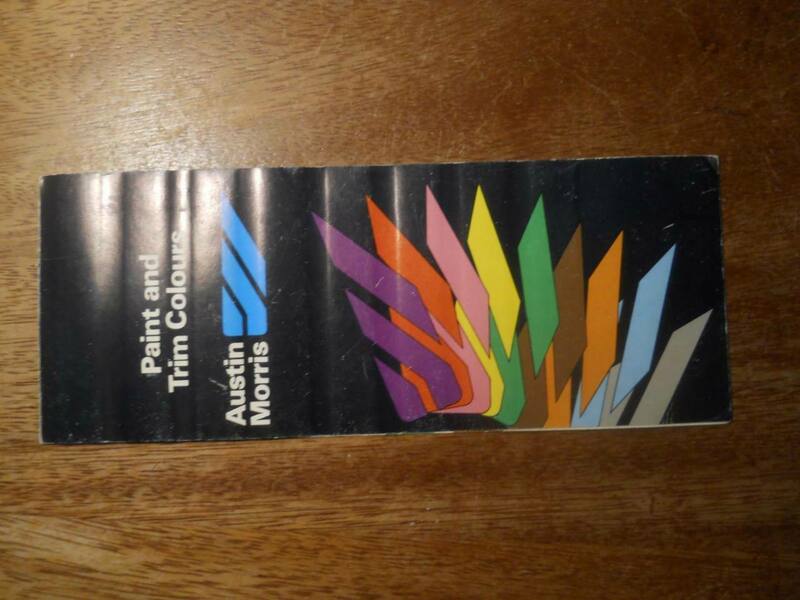 Paint and
Trim Colours
Austin
Morris